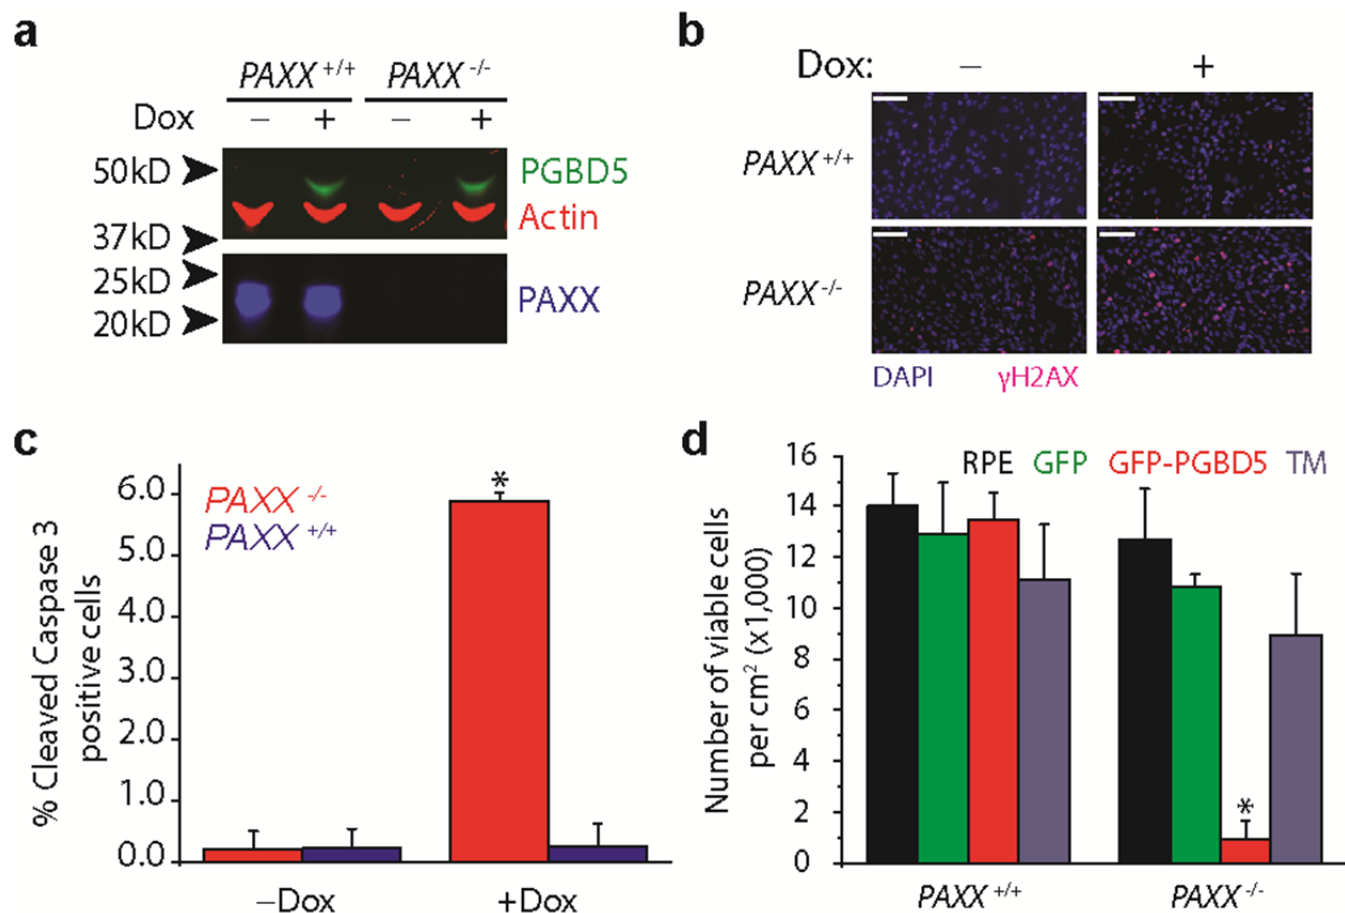 a
PAXX +/+ PAXX -/-
Dox – + – +
50kD PGBD5
Actin
37kD
25kD PAXX
20kD
b
Dox: – +
PAXX +/+
PAXX -/-
DAPI γH2AX
c
% Cleaved Caspase 3
positive cells
6.0
5.0
4.0
3.0
2.0
1.0
0.0
PAXX -/-
PAXX +/+
*
–Dox +Dox
d
Number of viable cells
per cm² (x1,000)
16
14
12
10
8
6
4
2
0
RPE GFP GFP-PGBD5 TM
*
PAXX +/+ PAXX -/-